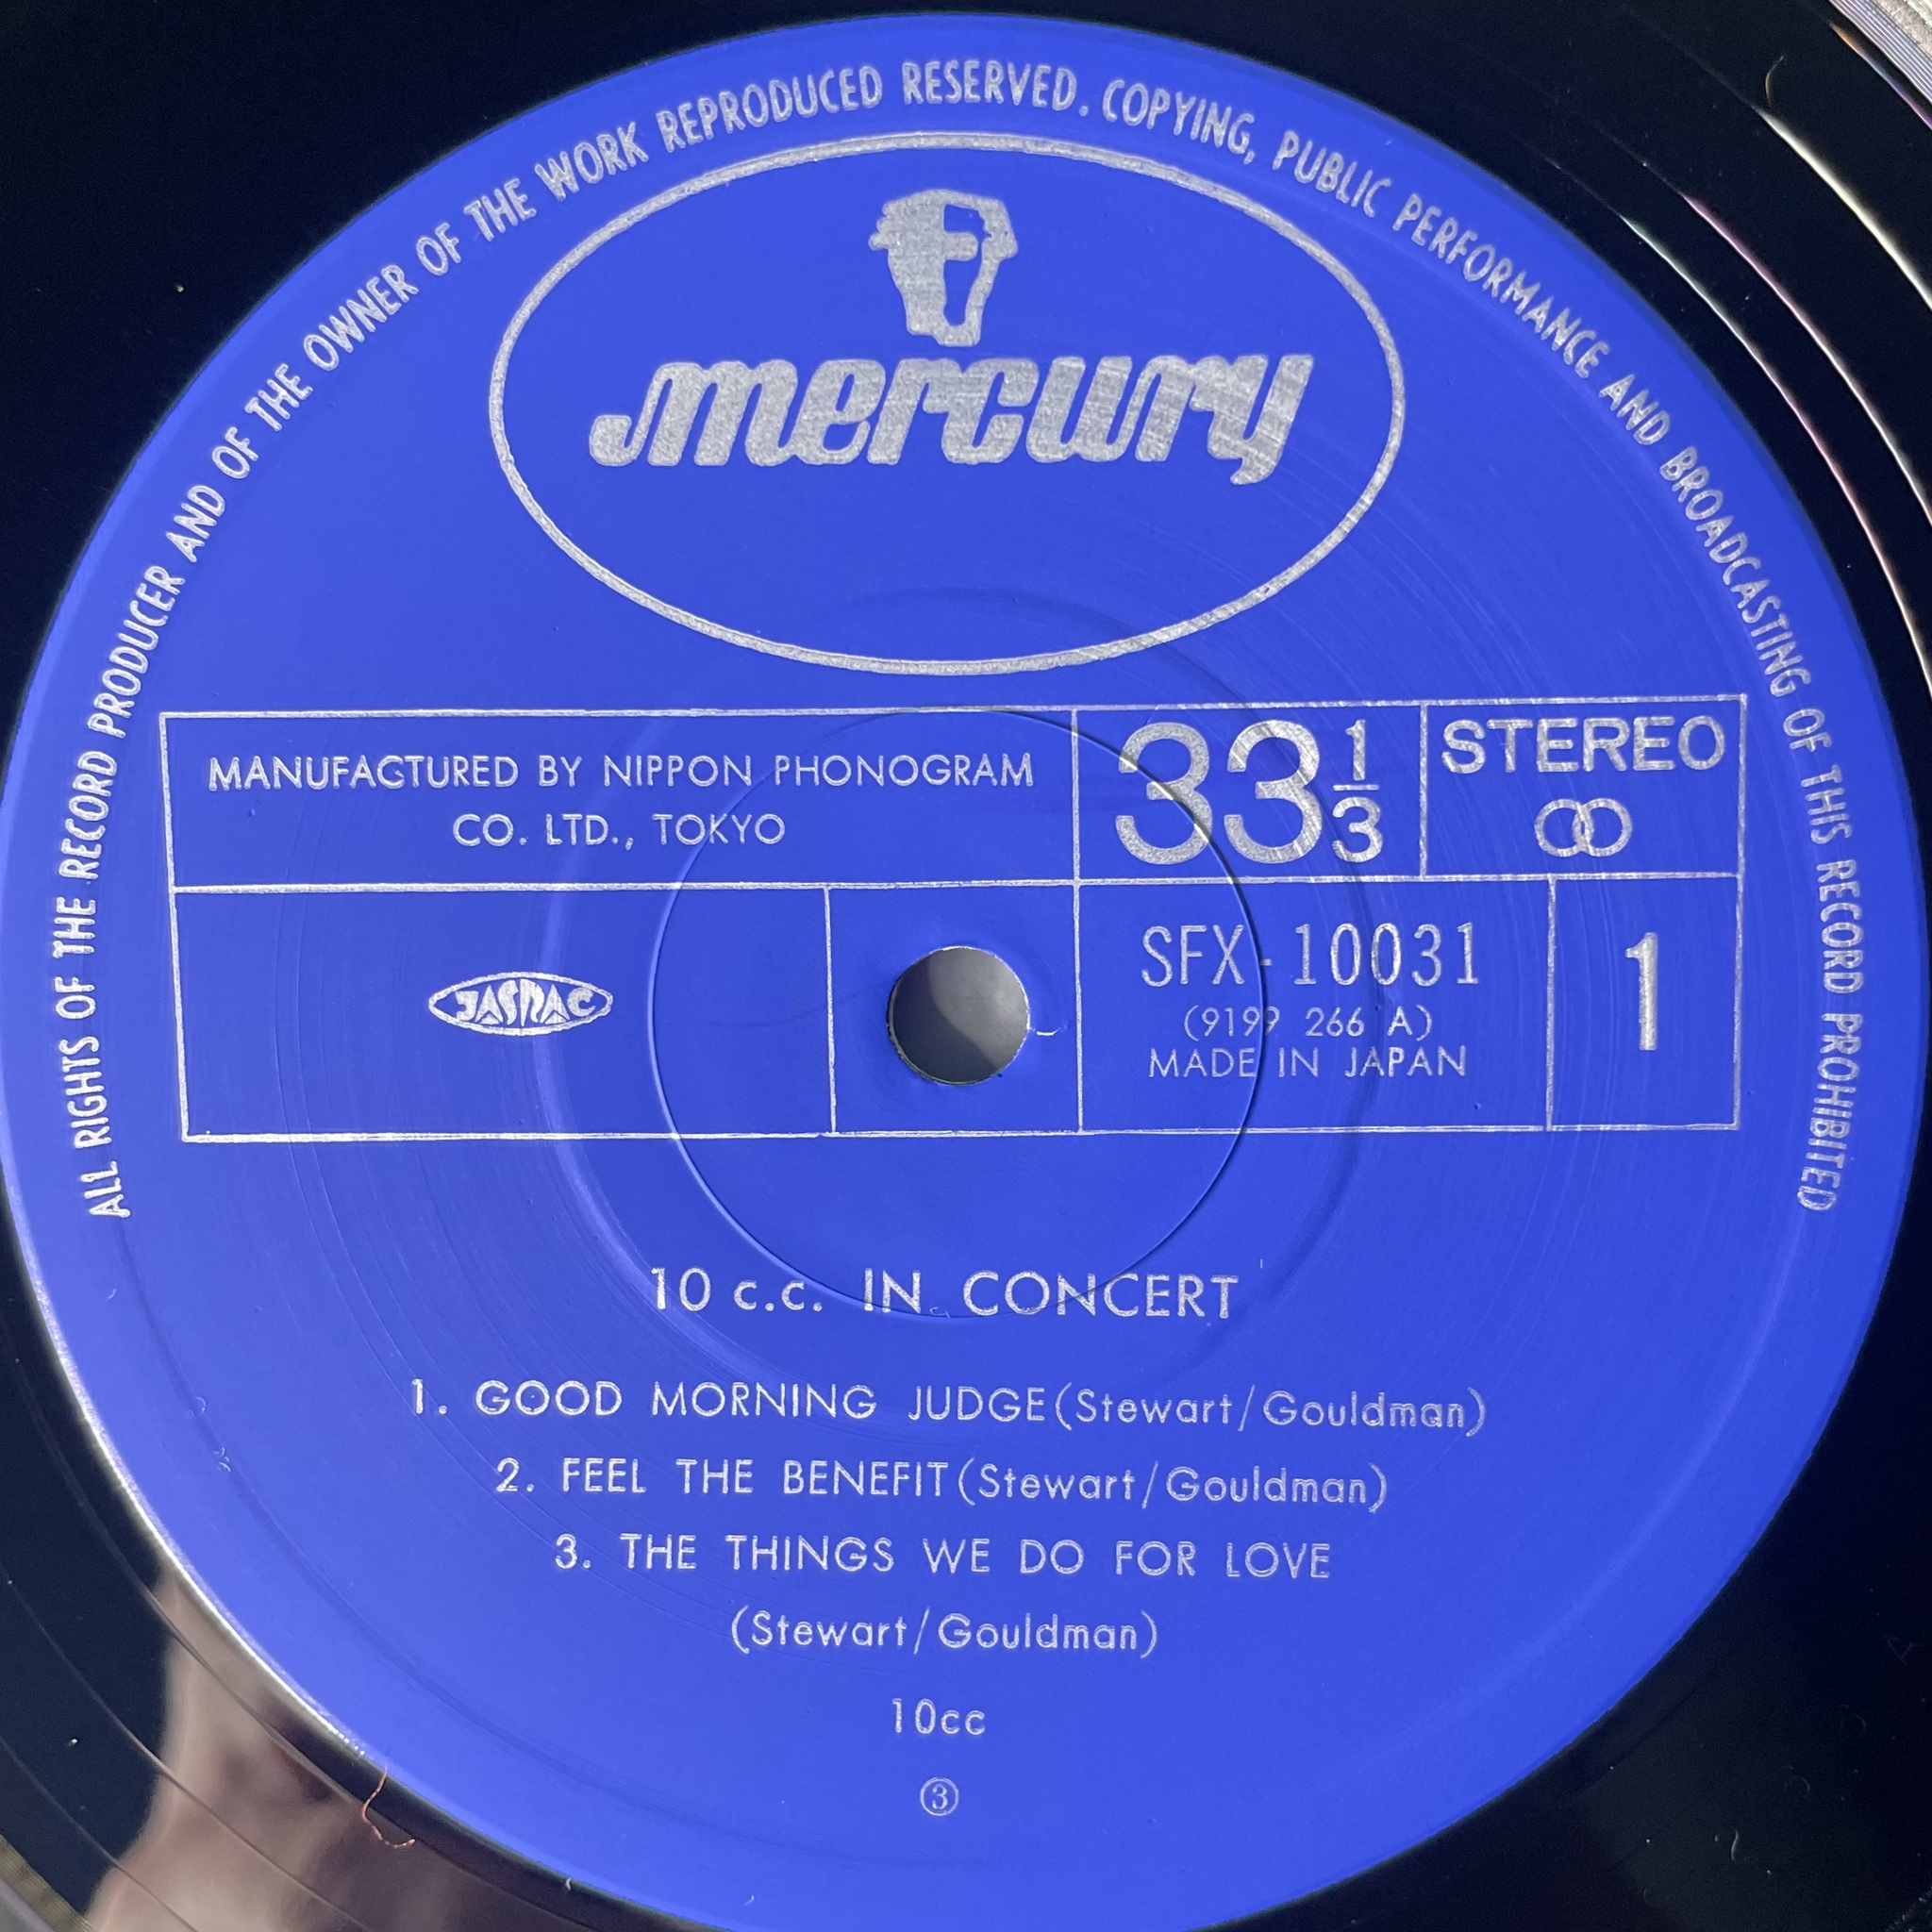 ALL RIGHTS OF THE RECORD PRODUCER AND OF THE OWNER OF THE WORK REPRODUCED RESERVED. COPYING, PUBLIC PERFORMANCE AND BROADCASTING OF THIS RECORD PROHIBITED
mercury
MANUFACTURED BY NIPPON PHONOGRAM
CO. LTD., TOKYO
33 1/3
STEREO
JASRAC
SFX-10031
(9199 266 A)
MADE IN JAPAN
1
10 c.c. IN CONCERT
1. GOOD MORNING JUDGE(Stewart/Gouldman)
2. FEEL THE BENEFIT(Stewart/Gouldman)
3. THE THINGS WE DO FOR LOVE
(Stewart/Gouldman)
10cc
③